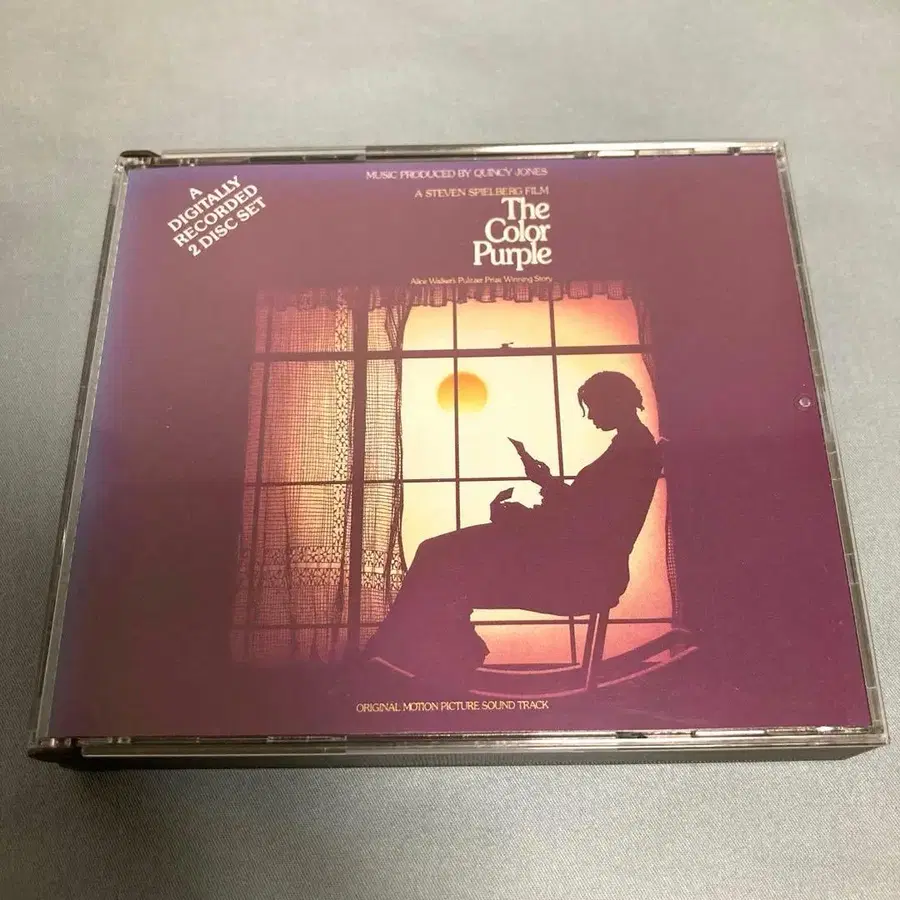 A
DIGITALLY
RECORDED
2 DISC SET
MUSIC PRODUCED BY QUINCY JONES
A STEVEN SPIELBERG FILM
The
Color
Purple
Alice Walker's Pulitzer Prize Winning Story
ORIGINAL MOTION PICTURE SOUND TRACK